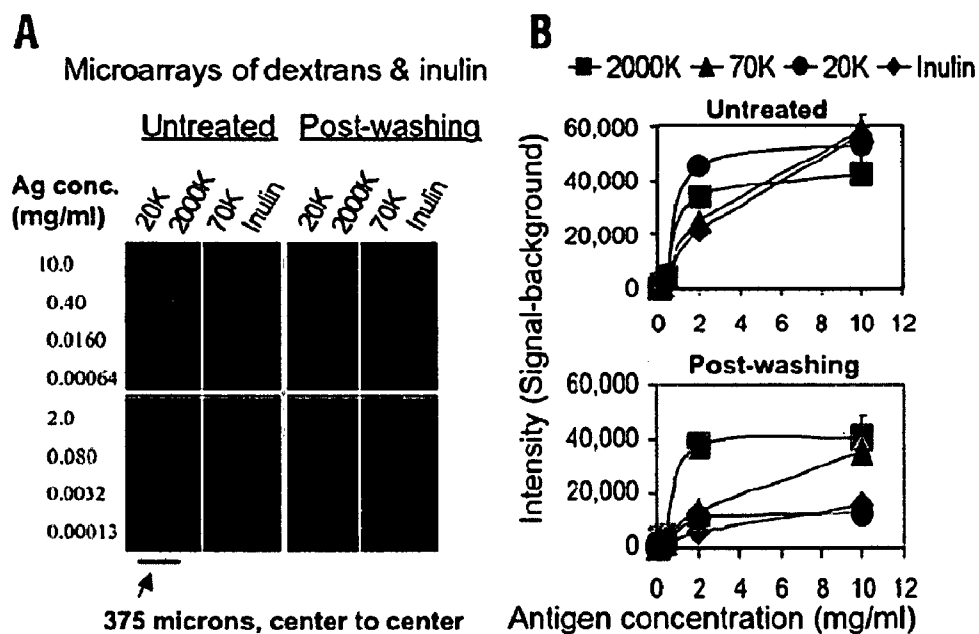 A
Microarrays of dextrans & inulin
Untreated Post-washing
Ag conc.
(mg/ml)
20K 2000K 70K Inulin 20K 2000K 70K Inulin
10.0
0.40
0.0160
0.00064
2.0
0.080
0.0032
0.00013
375 microns, center to center
B
2000K 70K 20K Inulin
Untreated
Intensity (Signal-background)
60,000
40,000
20,000
0
0 2 4 6 8 10 12
Post-washing
60,000
40,000
20,000
0
0 2 4 6 8 10 12
Antigen concentration (mg/ml)